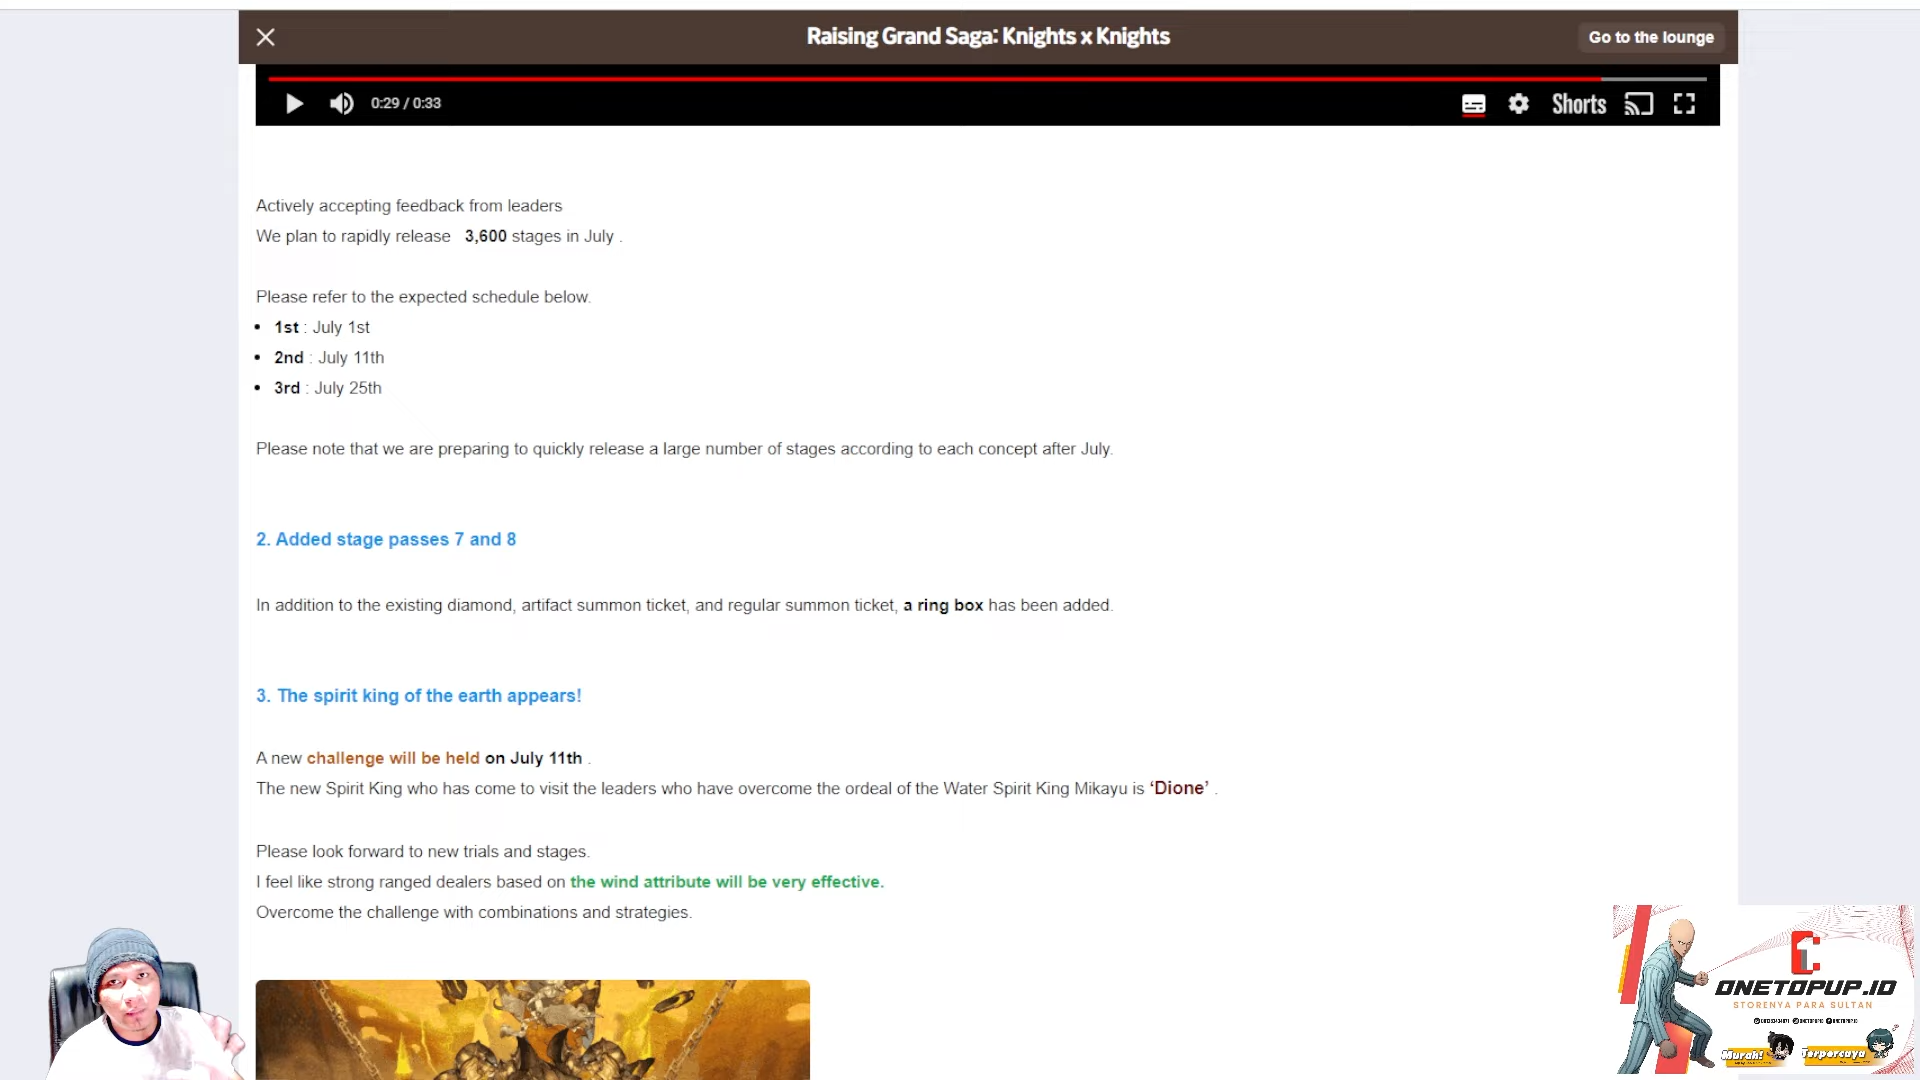 Raising Grand Saga: Knights x Knights
Go to the lounge
0:29 / 0:33
Shorts
Actively accepting feedback from leaders
We plan to rapidly release 3,600 stages in July .
Please refer to the expected schedule below.
• 1st : July 1st
• 2nd : July 11th
• 3rd : July 25th
Please note that we are preparing to quickly release a large number of stages according to each concept after July.
2. Added stage passes 7 and 8
In addition to the existing diamond, artifact summon ticket, and regular summon ticket, a ring box has been added.
3. The spirit king of the earth appears!
A new challenge will be held on July 11th .
The new Spirit King who has come to visit the leaders who have overcome the ordeal of the Water Spirit King Mikayu is ‘Dione’ .
Please look forward to new trials and stages.
I feel like strong ranged dealers based on the wind attribute will be very effective.
Overcome the challenge with combinations and strategies.
ONETOPUP.ID
STORENYA PARA SULTAN
Murah!
Terpercaya